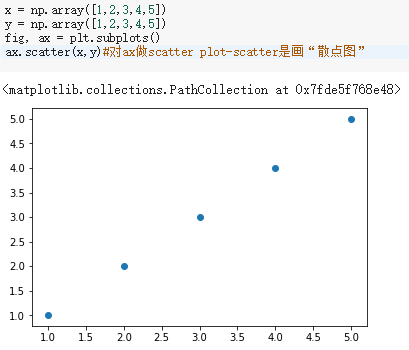 x = np.array([1,2,3,4,5])
y = np.array([1,2,3,4,5])
fig, ax = plt.subplots()
ax.scatter(x,y)#对ax做scatter plot-scatter是画“散点图”
<matplotlib.collections.PathCollection at 0x7fde5f768e48>
5.0
4.5
4.0
3.5
3.0
2.5
2.0
1.5
1.0
1.0 1.5 2.0 2.5 3.0 3.5 4.0 4.5 5.0